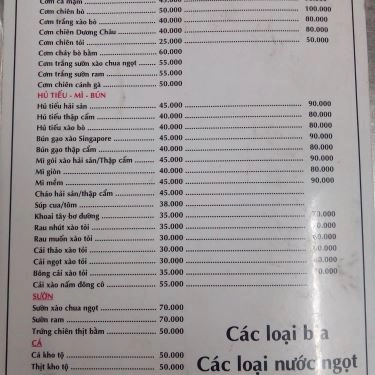 Cơm cá mặn 45.000
Cơm chiên bò 50.000 100.000
Cơm trắng xào bò 40.000 80.000
Cơm chiên Dương Châu 40.000 80.000
Cơm chiên tỏi 25.000 50.000
Cơm cháy bò bằm 60.000
Cơm trắng sườn xào chua ngọt 55.000
Cơm trắng sườn ram 55.000
Cơm chiên cánh gà 50.000
HỦ TIẾU - MÌ - BÚN
Hủ tiếu hải sản 45.000 90.000
Hủ tiếu thập cẩm 40.000 80.000
Hủ tiếu xào bò 40.000 80.000
Bún gạo xào Singapore 45.000 90.000
Bún gạo thập cẩm 40.000 80.000
Mì gói xào hải sản/Thập cẩm 45.000 90.000
Mì giòn 40.000 80.000
Mì mềm 45.000 90.000
Cháo hải sản/thập cẩm 45.000
Súp cua/tôm 38.000
Khoai tây bơ đường 35.000 70.000
Rau nhút xào tỏi 35.000 70.000
Rau muốn xào tỏi 30.000 60.000
Cải thảo xào tỏi 30.000 60.000
Cải ngọt xào tỏi 30.000 60.000
Bông cải xào tỏi 35.000 70.000
Cải xào nấm đông cô 55.000
SƯỜN
Sườn xào chua ngọt 70.000
Sườn ram 70.000
Trứng chiên thịt bằm 50.000
CÁ
Cá kho tộ 50.000
Thịt kho tộ 50.000
Các loại bia
Các loại nước ngọt